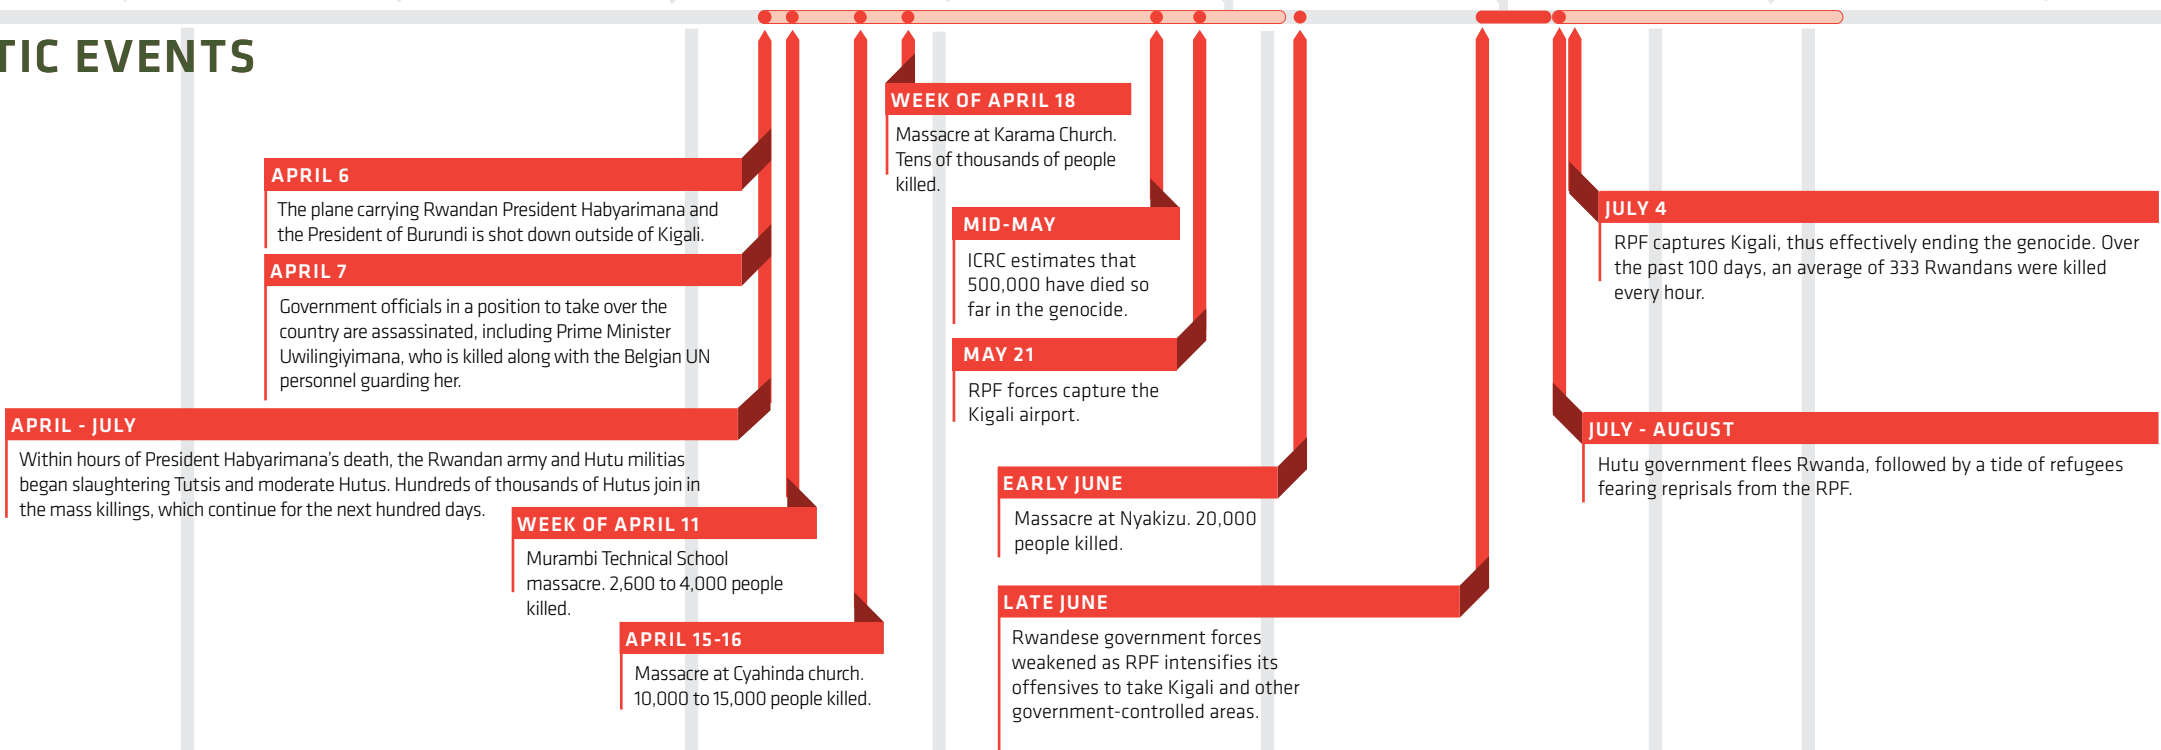 TIC EVENTS
APRIL 6
The plane carrying Rwandan President Habyarimana and
the President of Burundi is shot down outside of Kigali.
APRIL 7
Government officials in a position to take over the
country are assassinated, including Prime Minister
Uwilingiyimana, who is killed along with the Belgian UN
personnel guarding her.
APRIL - JULY
Within hours of President Habyarimana’s death, the Rwandan army and Hutu militias
began slaughtering Tutsis and moderate Hutus. Hundreds of thousands of Hutus join in
the mass killings, which continue for the next hundred days.
WEEK OF APRIL 11
Murambi Technical School
massacre. 2,600 to 4,000 people
killed.
APRIL 15-16
Massacre at Cyahinda church.
10,000 to 15,000 people killed.
WEEK OF APRIL 18
Massacre at Karama Church.
Tens of thousands of people
killed.
MID-MAY
ICRC estimates that
500,000 have died so
far in the genocide.
MAY 21
RPF forces capture the
Kigali airport.
EARLY JUNE
Massacre at Nyakizu. 20,000
people killed.
LATE JUNE
Rwandese government forces
weakened as RPF intensifies its
offensives to take Kigali and other
government-controlled areas.
JULY 4
RPF captures Kigali, thus effectively ending the genocide. Over
the past 100 days, an average of 333 Rwandans were killed
every hour.
JULY - AUGUST
Hutu government flees Rwanda, followed by a tide of refugees
fearing reprisals from the RPF.